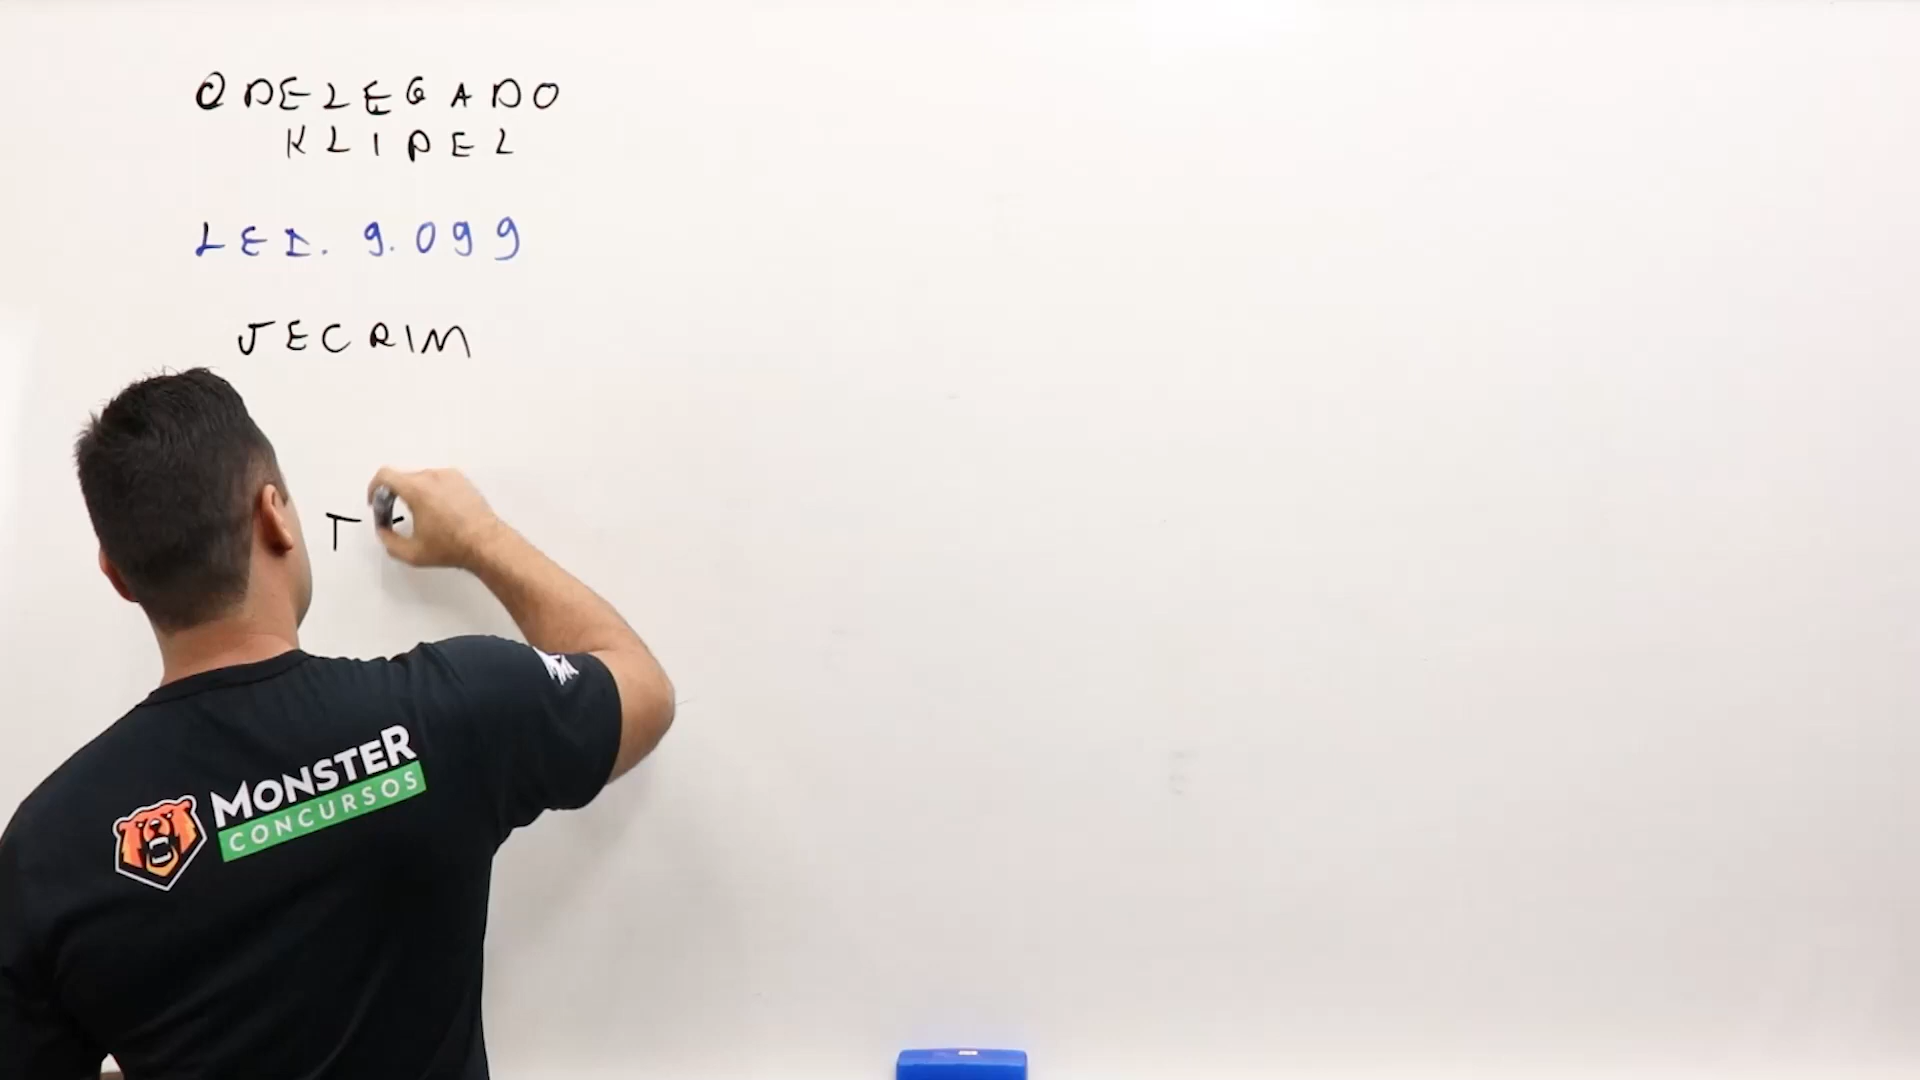 @DELEGADO
KLIPEL
LEI. 9.099
JECRIM
T
MONSTER
CONCURSOS